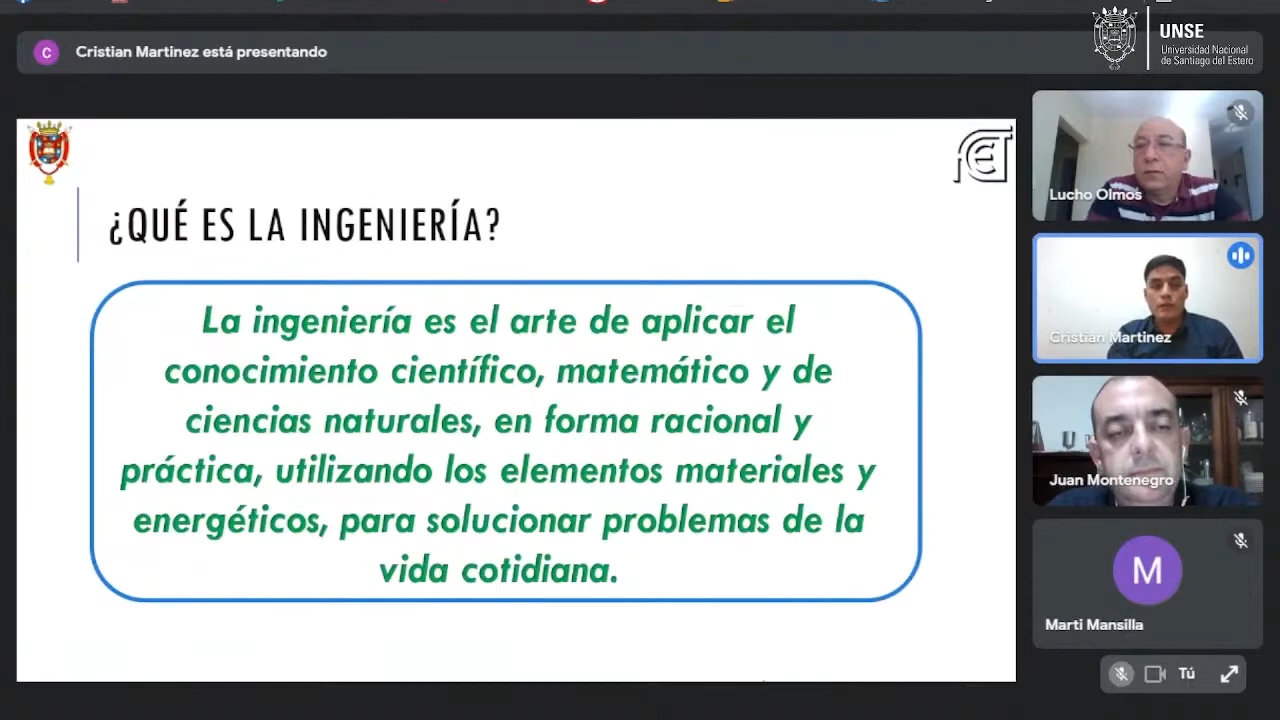 C Cristian Martinez está presentando
UNSE
Universidad Nacional
de Santiago del Estero
¿QUÉ ES LA INGENIERÍA?
La ingeniería es el arte de aplicar el
conocimiento científico, matemático y de
ciencias naturales, en forma racional y
práctica, utilizando los elementos materiales y
energéticos, para solucionar problemas de la
vida cotidiana.
Lucho Olmos
Cristian Martinez
Juan Montenegro
M
Marti Mansilla
Tú